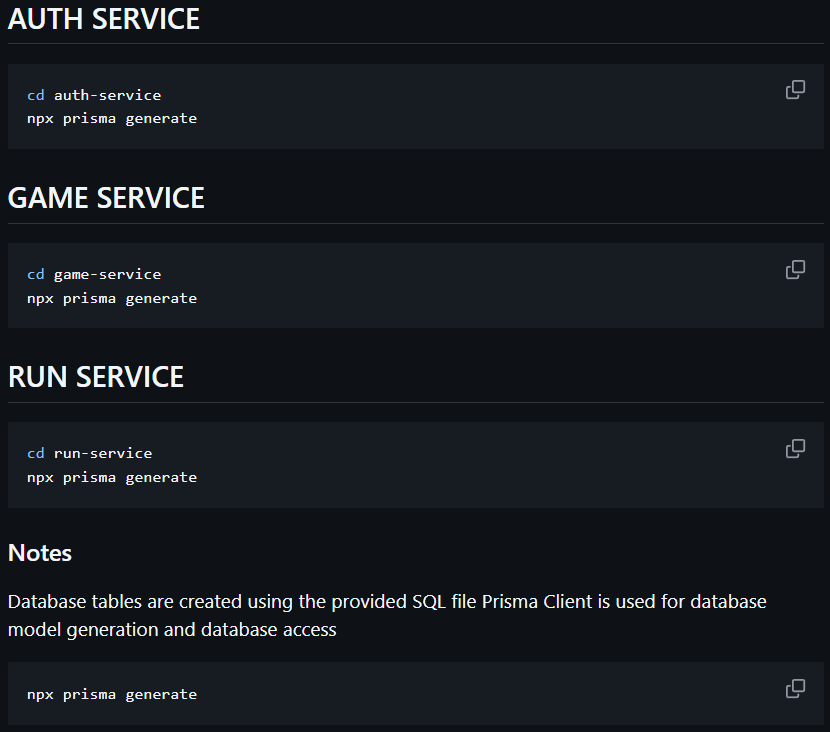 AUTH SERVICE
cd auth-service
npx prisma generate
GAME SERVICE
cd game-service
npx prisma generate
RUN SERVICE
cd run-service
npx prisma generate
Notes
Database tables are created using the provided SQL file Prisma Client is used for database
model generation and database access
npx prisma generate